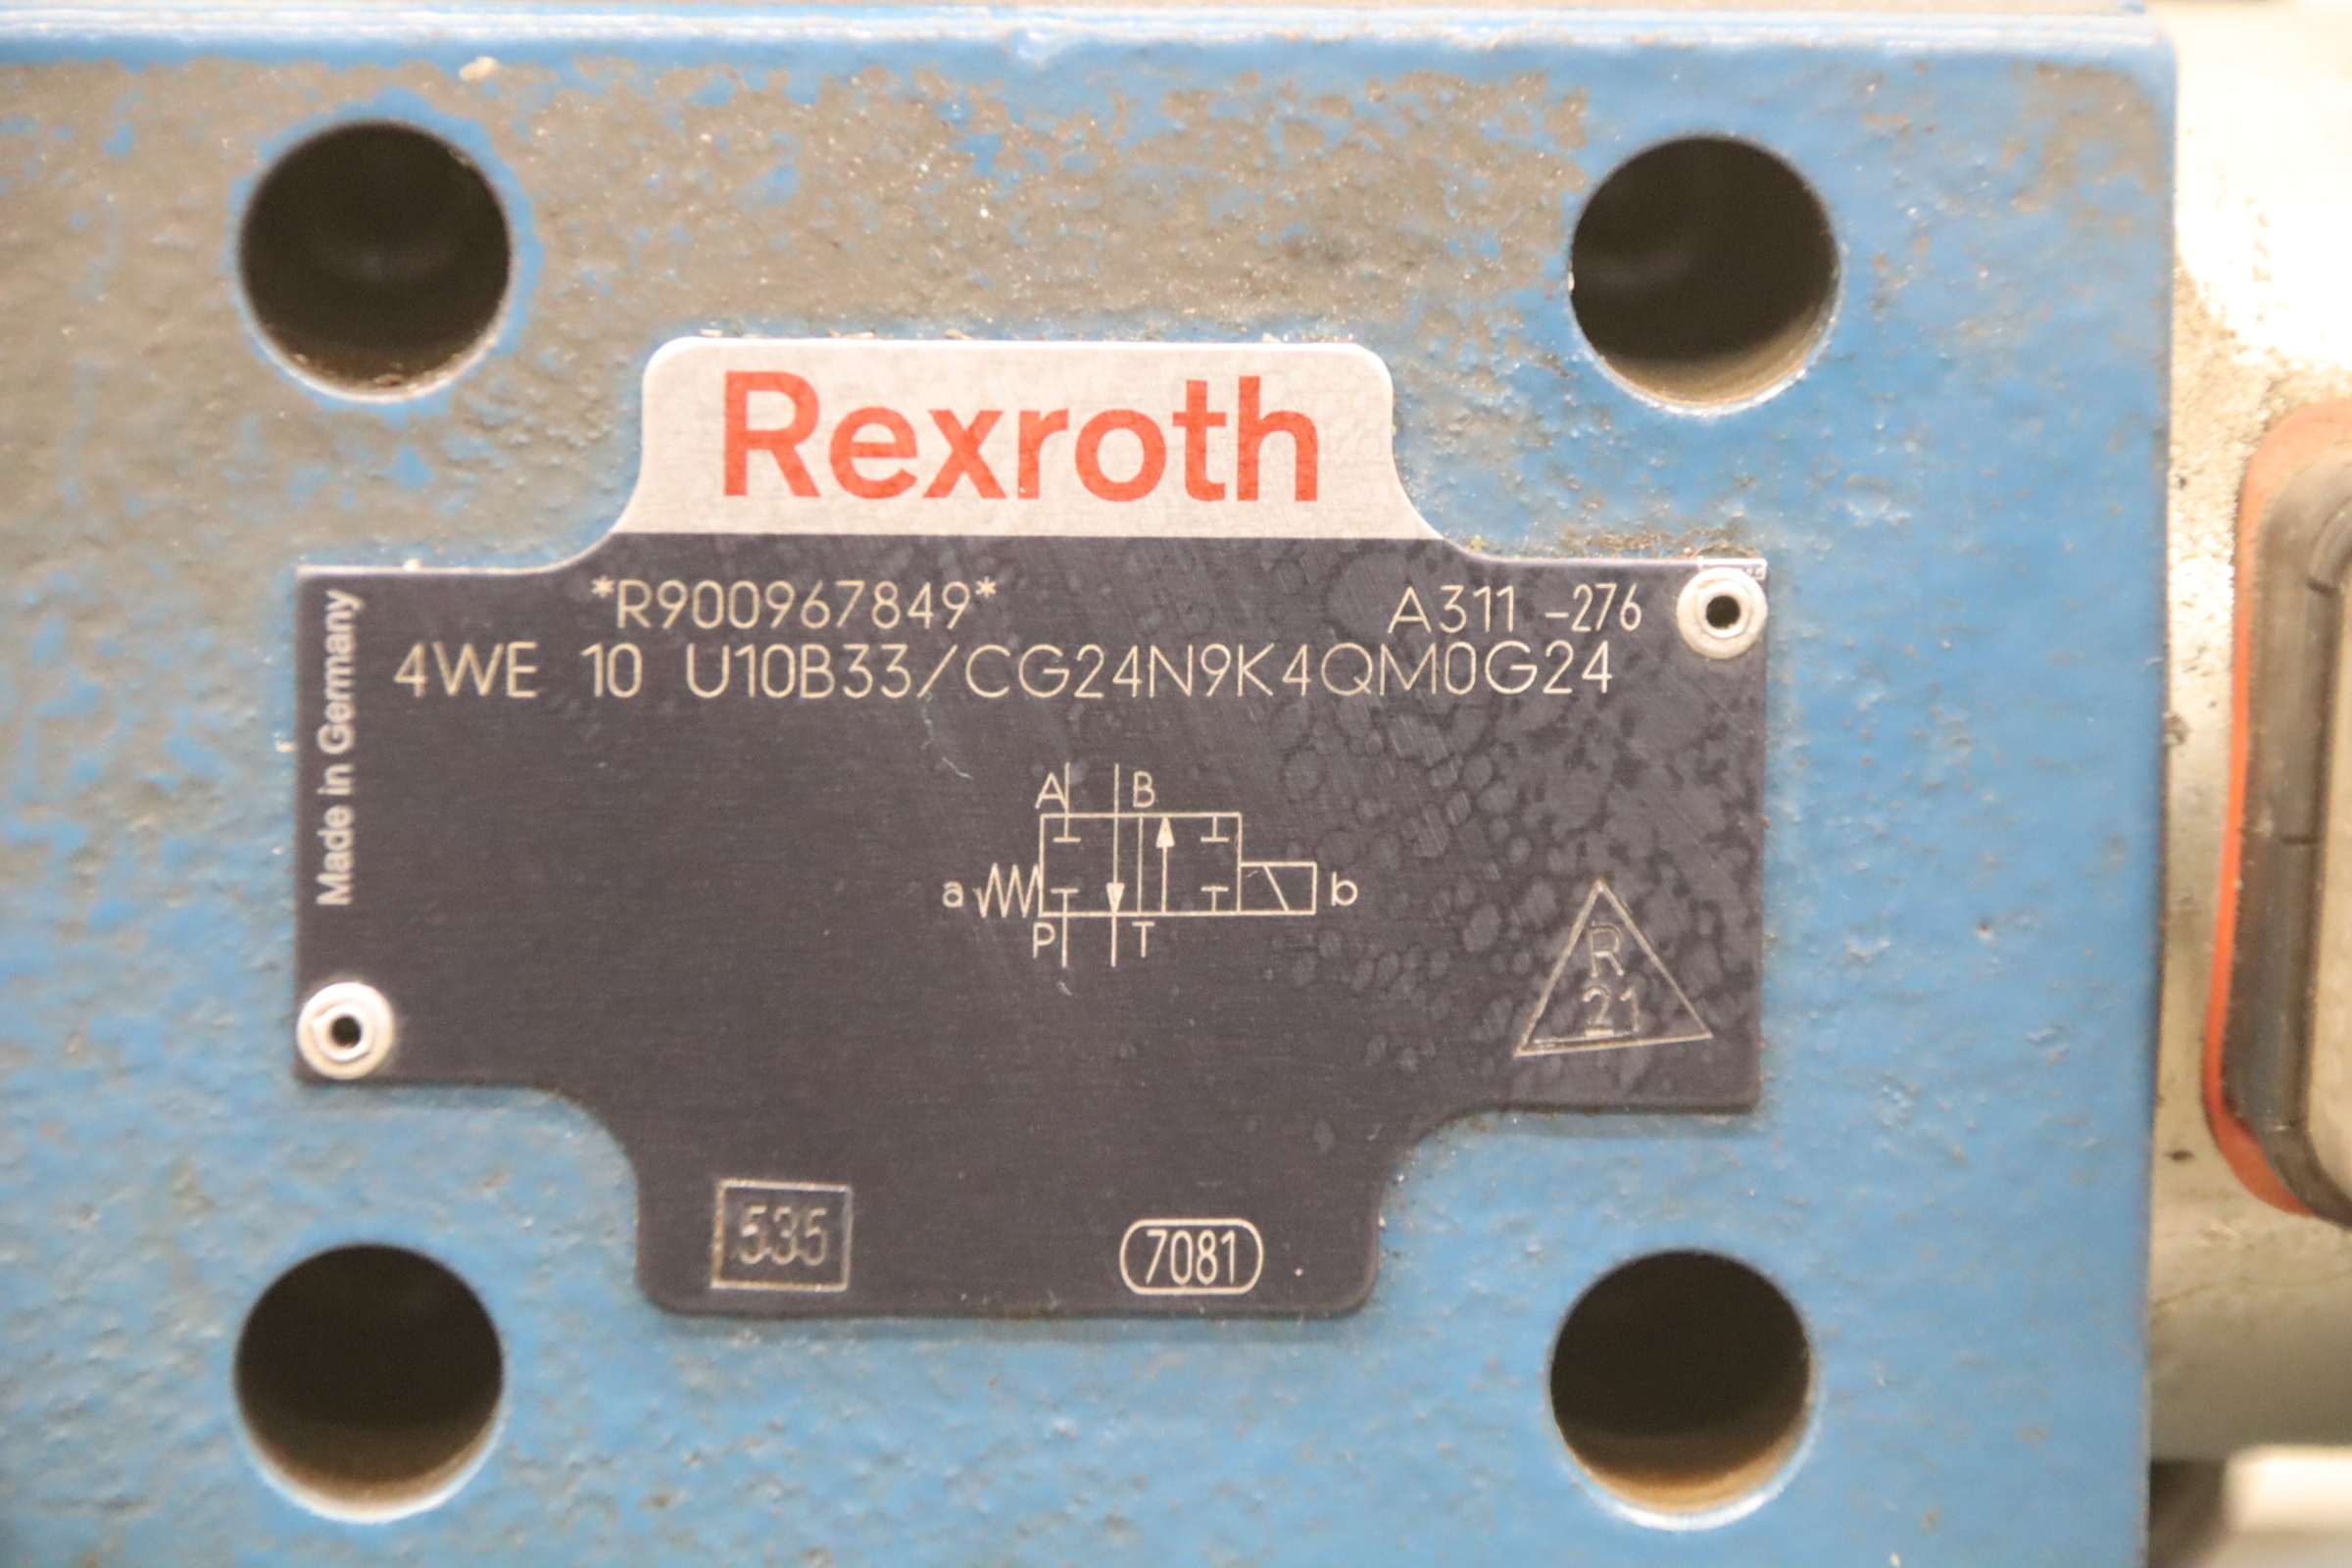 Rexroth
Made in Germany
*R900967849* A311 -276
4WE 10 U10B33/CG24N9K4QM0G24
A B
a b
P T
R
21
535
7081